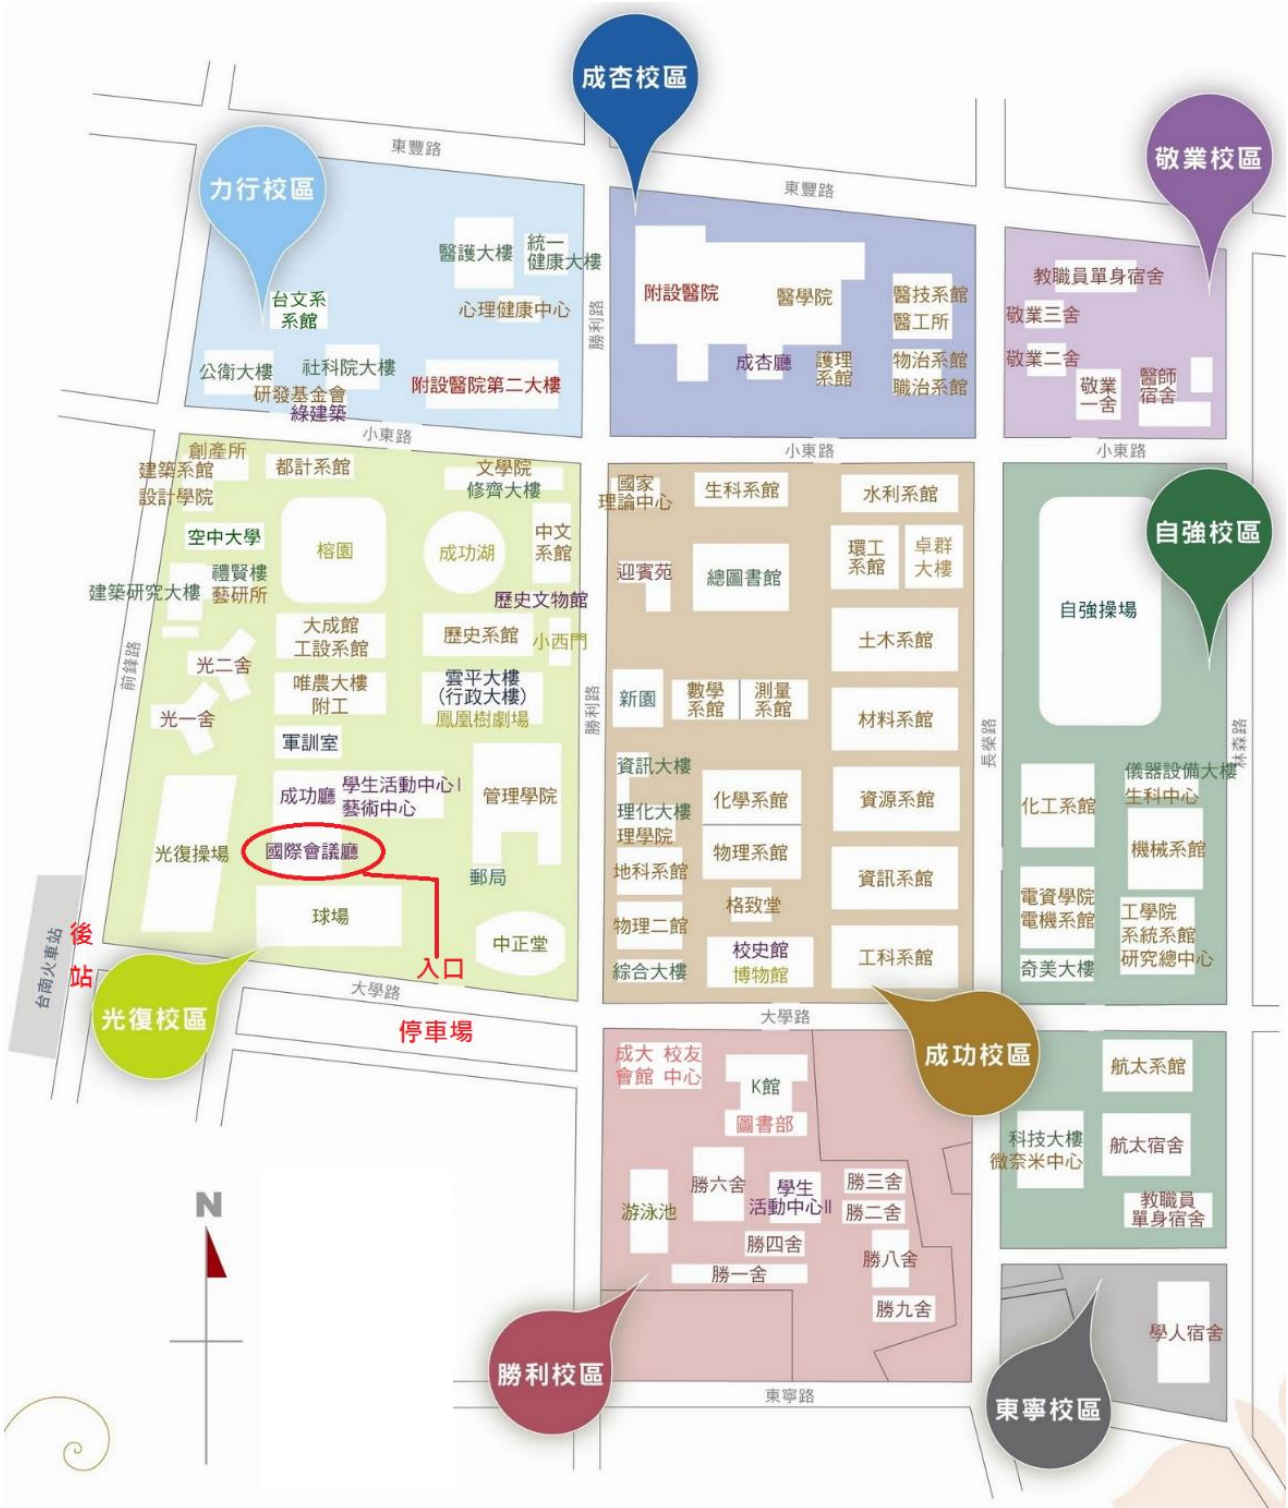 成杏校區
敬業校區
力行校區
東豐路
東豐路
醫護大樓
統一
健康大樓
心理健康中心
台文系
系館
公衛大樓
社科院大樓
研發基金會
綠建築
附設醫院第二大樓
勝利路
附設醫院
醫學院
醫技系館
醫工所
成杏廳
護理
系館
物治系館
職治系館
教職員單身宿舍
敬業三舍
敬業二舍
敬業
一舍
醫師
宿舍
小東路
小東路
小東路
創產所
建築系館
設計學院
都計系館
文學院
修齊大樓
空中大學
榕園
成功湖
中文
系館
建築研究大樓
禮賢樓
藝研所
歷史文物館
大成館
工設系館
歷史系館
小西門
前鋒路
光二舍
唯農大樓
附工
雲平大樓
(行政大樓)
鳳凰樹劇場
光一舍
軍訓室
勝利路
成功廳
學生活動中心I
藝術中心
管理學院
光復操場
國際會議廳
郵局
球場
中正堂
入口
台南火車站
後
站
光復校區
大學路
停車場
國家
理論中心
生科系館
水利系館
迎賓苑
總圖書館
環工
系館
卓群
大樓
土木系館
新園
數學
系館
測量
系館
材料系館
資訊大樓
理化大樓
理學院
化學系館
資源系館
地科系館
物理系館
資訊系館
物理二館
格致堂
綜合大樓
校史館
博物館
工科系館
大學路
成功校區
長榮路
自強校區
自強操場
林森路
儀器設備大樓
生科中心
化工系館
機械系館
電資學院
電機系館
工學院
系統系館
研究總中心
奇美大樓
航太系館
科技大樓
微奈米中心
航太宿舍
教職員
單身宿舍
成大
會館
校友
中心
K館
圖書部
勝六舍
游泳池
學生
活動中心II
勝三舍
勝二舍
勝四舍
勝一舍
勝八舍
勝九舍
勝利校區
東寧路
東寧校區
學人宿舍
N